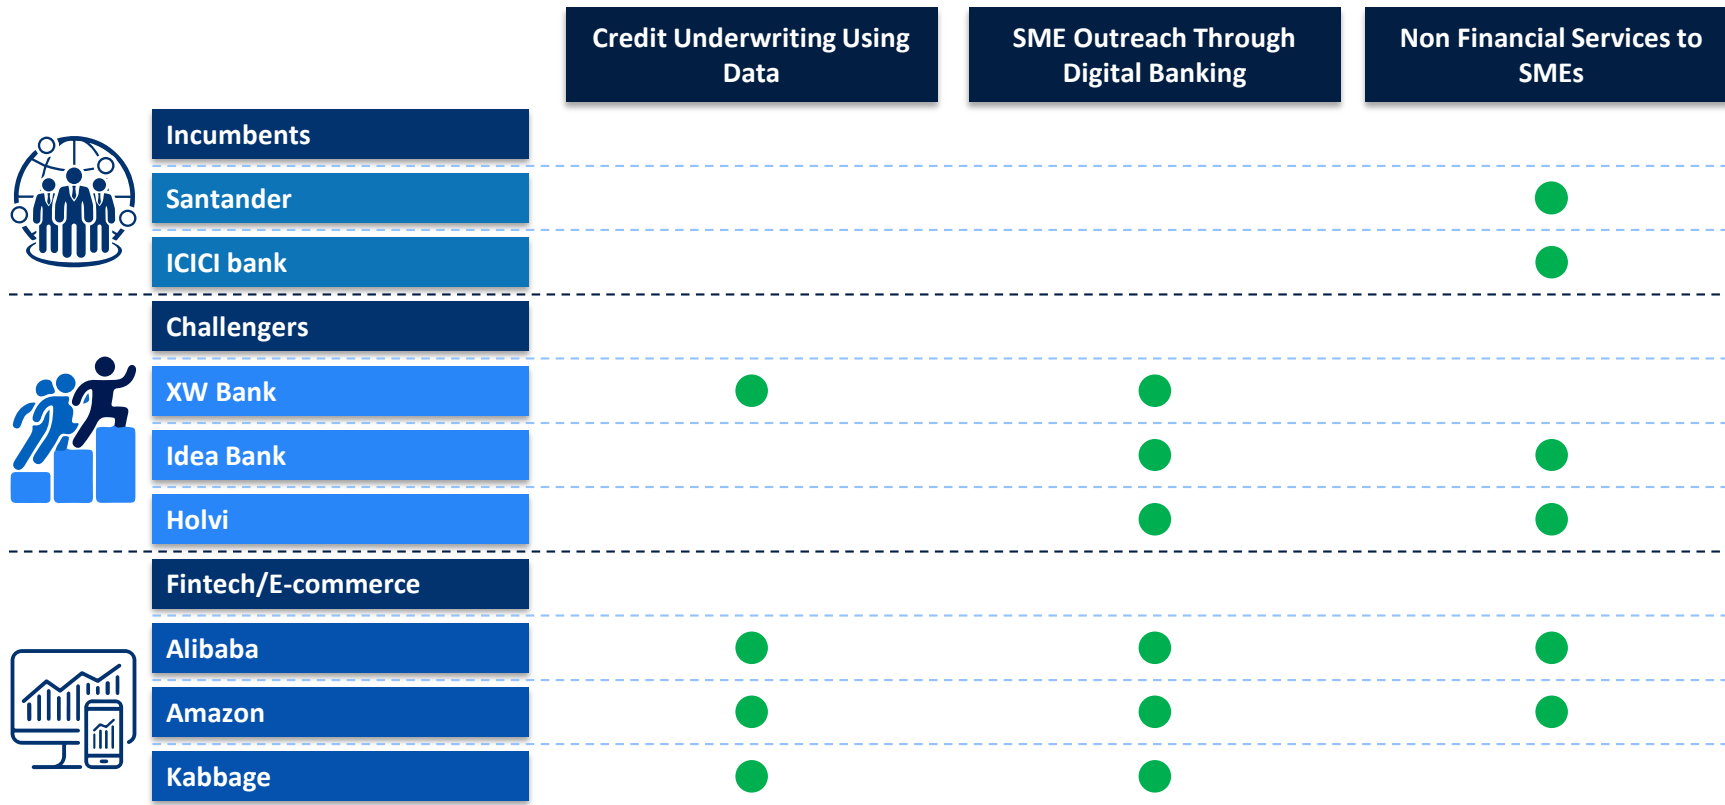 Credit Underwriting Using
Data
SME Outreach Through
Digital Banking
Non Financial Services to
SMEs
Incumbents
Santander
ICICI bank
Challengers
XW Bank
Idea Bank
Holvi
Fintech/E-commerce
Alibaba
Amazon
Kabbage